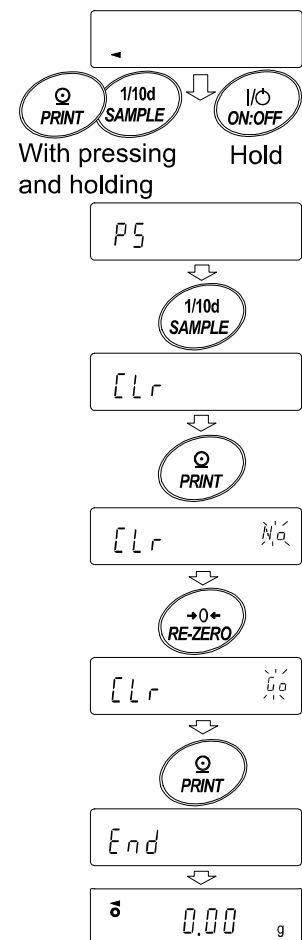 1/10d
PRINT SAMPLE ON:OFF
With pressing Hold
and holding
PS
1/10d
SAMPLE
CLr
PRINT
CLr No
→0←
RE-ZERO
CLr Go
PRINT
End
0.00 g